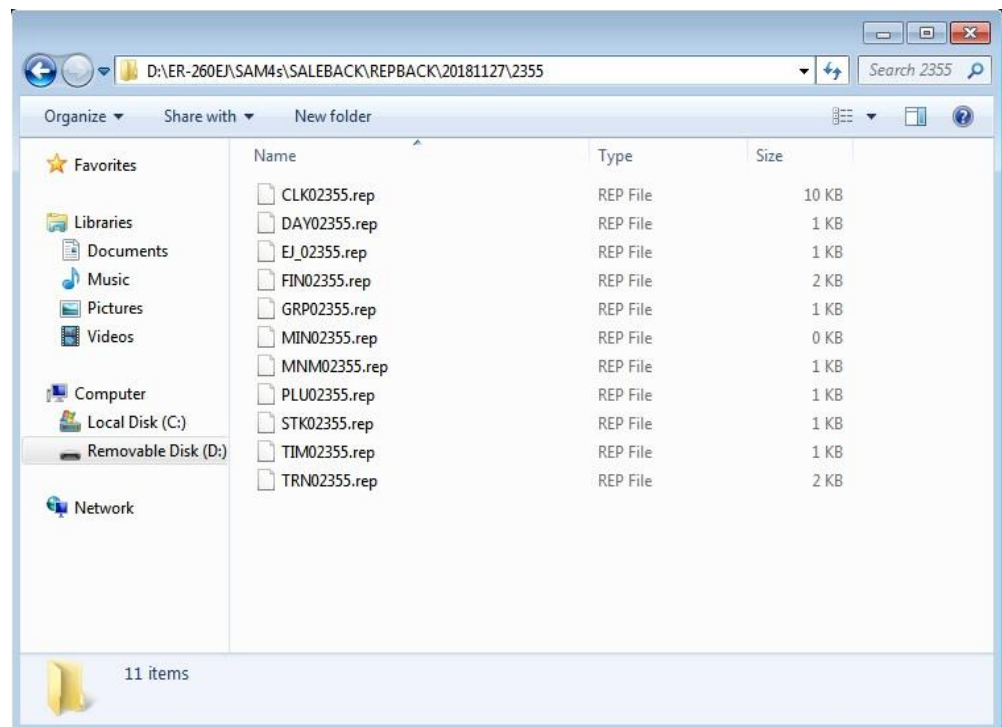 D:\ER-260EJ\SAM4s\SALEBACK\REPBACK\20181127\2355
Search 2355
Organize
Share with
New folder
Favorites
Libraries
Documents
Music
Pictures
Videos
Computer
Local Disk (C:)
Removable Disk (D:)
Network
Name Type Size
CLK02355.rep REP File 10 KB
DAY02355.rep REP File 1 KB
EJ_02355.rep REP File 1 KB
FIN02355.rep REP File 2 KB
GRP02355.rep REP File 1 KB
MIN02355.rep REP File 0 KB
MNM02355.rep REP File 1 KB
PLU02355.rep REP File 1 KB
STK02355.rep REP File 1 KB
TIM02355.rep REP File 1 KB
TRN02355.rep REP File 2 KB
11 items